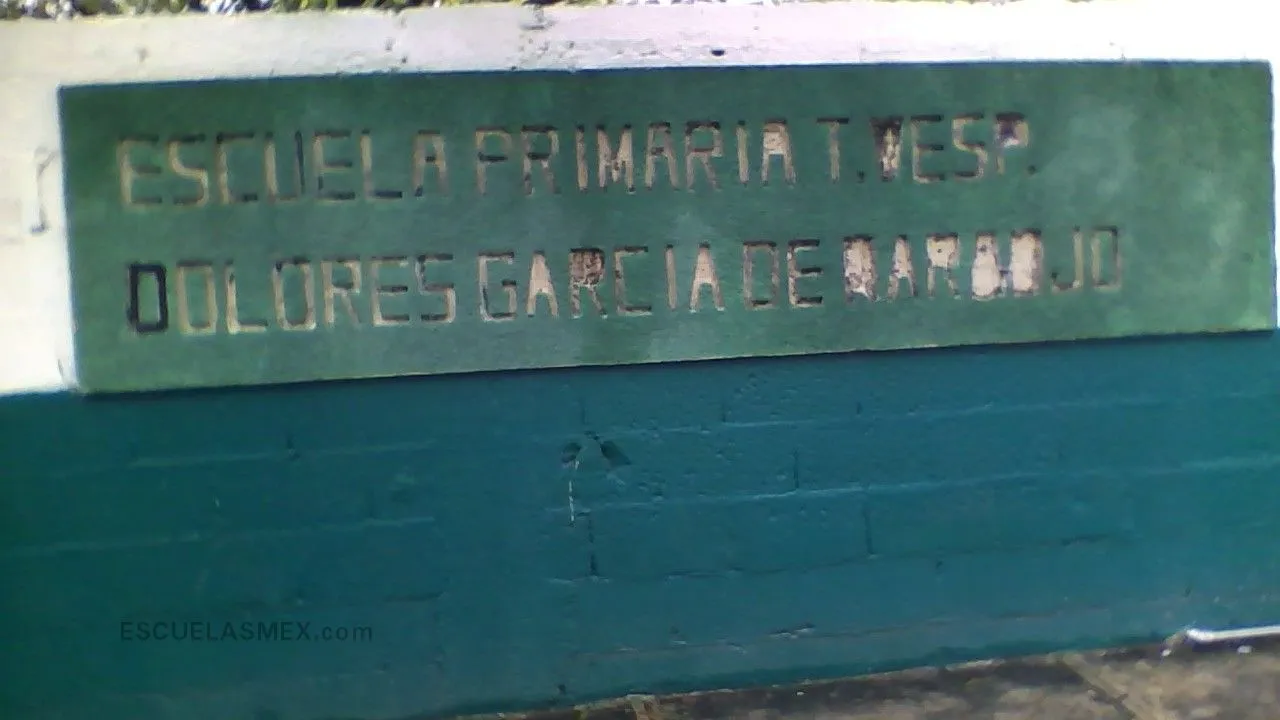 ESCUELA PRIMARIA T. VESP.
DOLORES GARCIA DE NARANJO
ESCUELASMEX.com